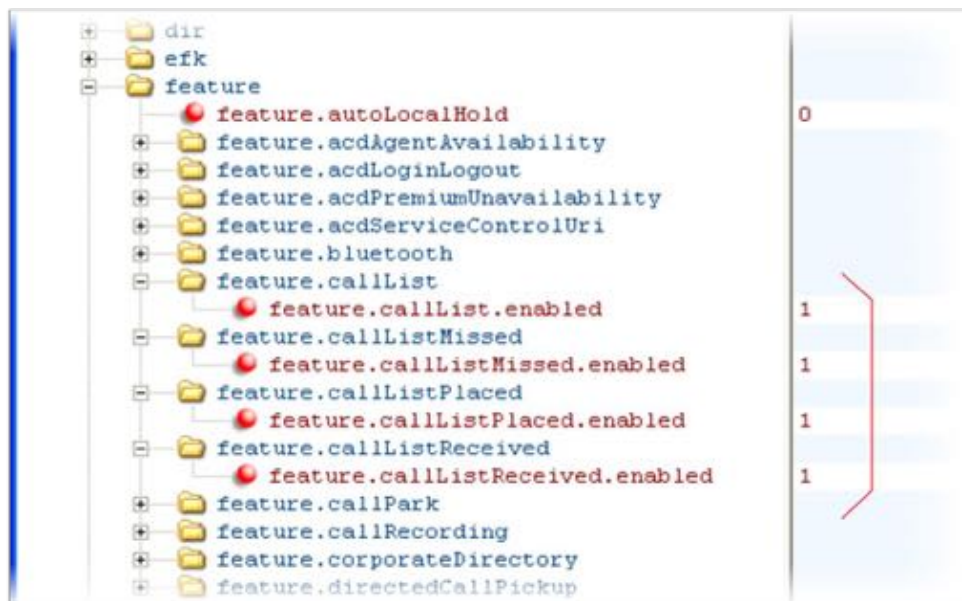 dir
efk
feature
feature.autoLocalHold 0
feature.acdAgentAvailability
feature.acdLoginLogout
feature.acdPremiumUnavailability
feature.acdServiceControlUri
feature.bluetooth
feature.callList
feature.callList.enabled 1
feature.callListMissed
feature.callListMissed.enabled 1
feature.callListPlaced
feature.callListPlaced.enabled 1
feature.callListReceived
feature.callListReceived.enabled 1
feature.callPark
feature.callRecording
feature.corporateDirectory
feature.directedCallPickup